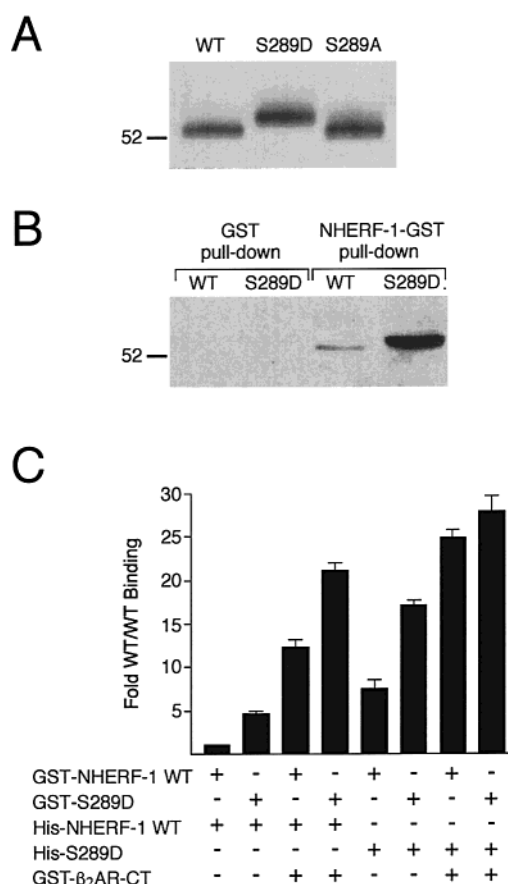 A
WT S289D S289A
52
B
GST NHERF-1-GST
pull-down pull-down
WT S289D WT S289D
52
C
30
25
20
15
10
5
Fold WT/WT Binding
GST-NHERF-1 WT + - + - + - + -
GST-S289D - + - + - + - +
His-NHERF-1 WT + + + + - - - -
His-S289D - - - - + + + +
GST-β₂AR-CT - - + + - - + +